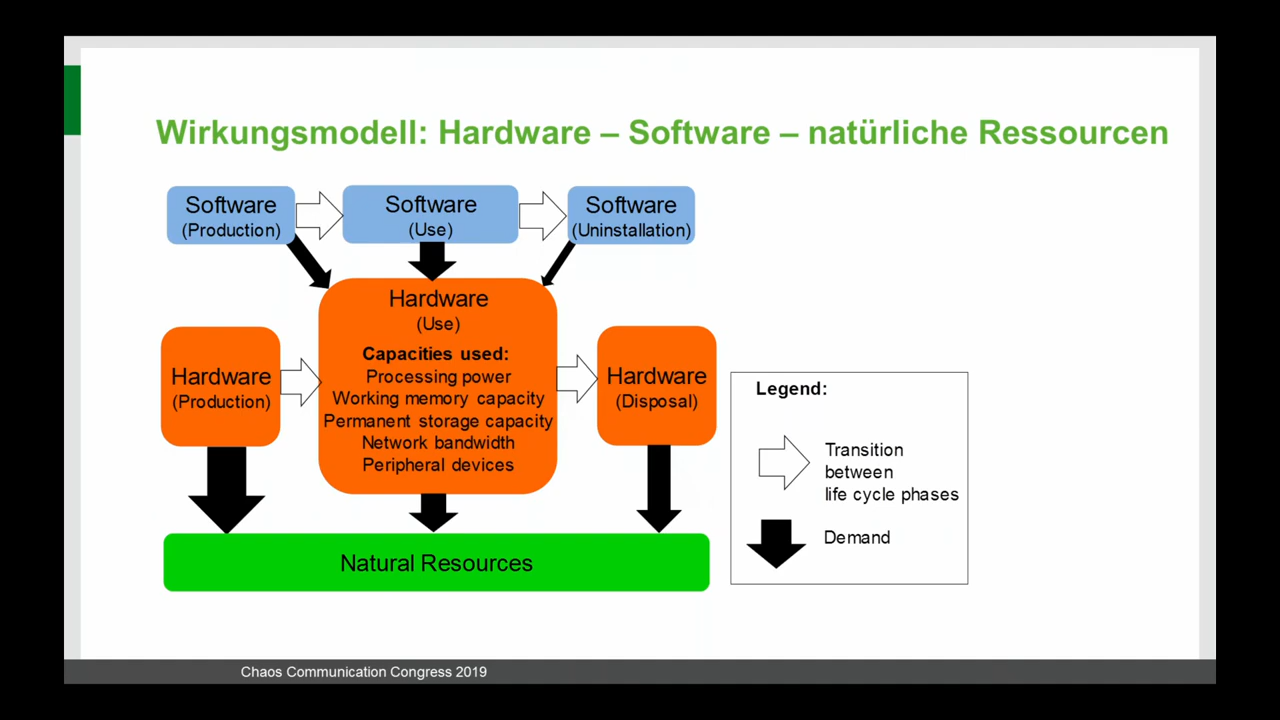 Wirkungsmodell: Hardware – Software – natürliche Ressourcen
Software
(Production)
Software
(Use)
Software
(Uninstallation)
Hardware
(Production)
Hardware
(Use)
Capacities used:
Processing power
Working memory capacity
Permanent storage capacity
Network bandwidth
Peripheral devices
Hardware
(Disposal)
Natural Resources
Legend:
Transition
between
life cycle phases
Demand
Chaos Communication Congress 2019